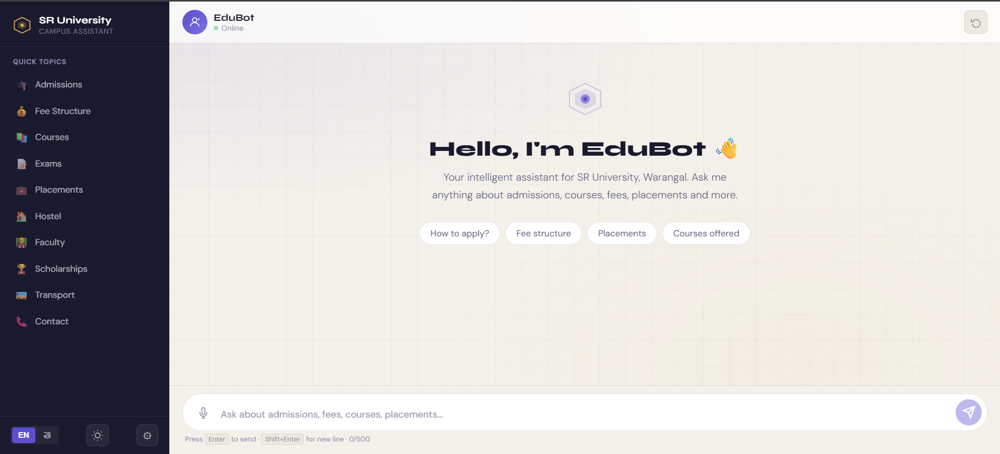 SR University
CAMPUS ASSISTANT
QUICK TOPICS
Admissions
Fee Structure
Courses
Exams
Placements
Hostel
Faculty
Scholarships
Transport
Contact
EN
EduBot
Online
Hello, I'm EduBot 👋
Your intelligent assistant for SR University, Warangal. Ask me
anything about admissions, courses, fees, placements and more.
How to apply? Fee structure Placements Courses offered
Ask about admissions, fees, courses, placements...
Press Enter to send · Shift+Enter for new line · 0/500